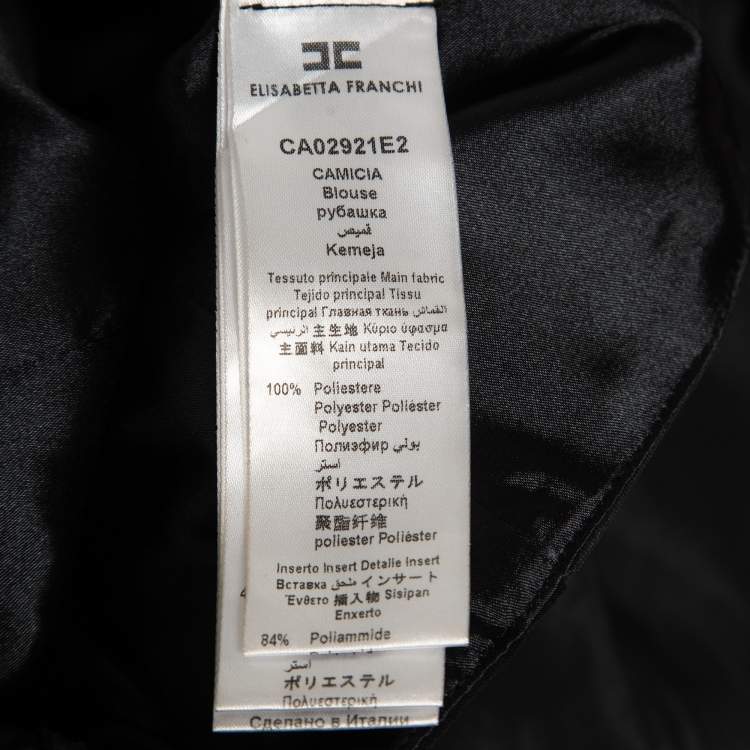 ELISABETTA FRANCHI
CA02921E2
CAMICIA
Blouse
рубашка
قميص
Kemeja
Tessuto principale Main fabric
Tejido principal Tissu
principal Главная ткань القماش
الرئيسي 主生地 Κύριο ύφασμα
主面料 Kain utama Tecido
principal
100% Poliestere
Polyester Poliéster
Polyester
Полиэфир بوني
استر
ポリエステル
Πολυεστερική
聚酯纤维
poliester Poliéster
Inserto Insert Detalle Insert
Вставка ملحق インサート
Ένθετο 插入物 Sisipan
Enxerto
84% Poliammide
استر
ポリエステル
Πολυεστερική
Сделано в Италии